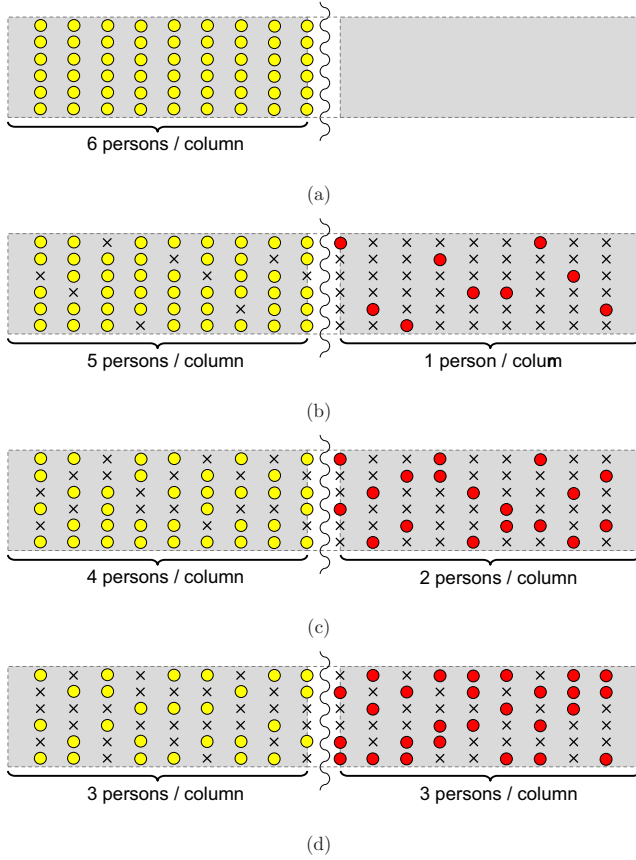 6 persons / column
(a)
5 persons / column 1 person / colum
(b)
4 persons / column 2 persons / column
(c)
3 persons / column 3 persons / column
(d)